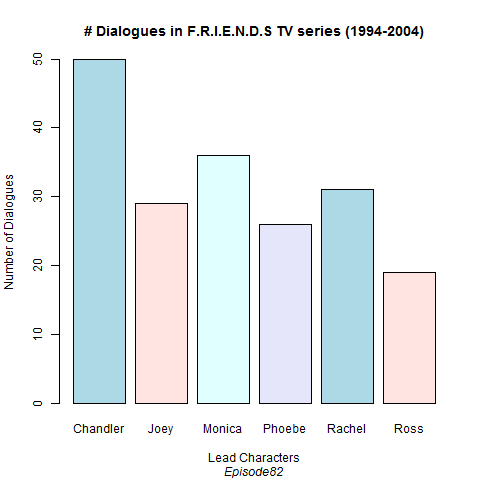 # Dialogues in F.R.I.E.N.D.S TV series (1994-2004)
Number of Dialogues
50
40
30
20
10
0
Chandler Joey Monica Phoebe Rachel Ross
Lead Characters
Episode82